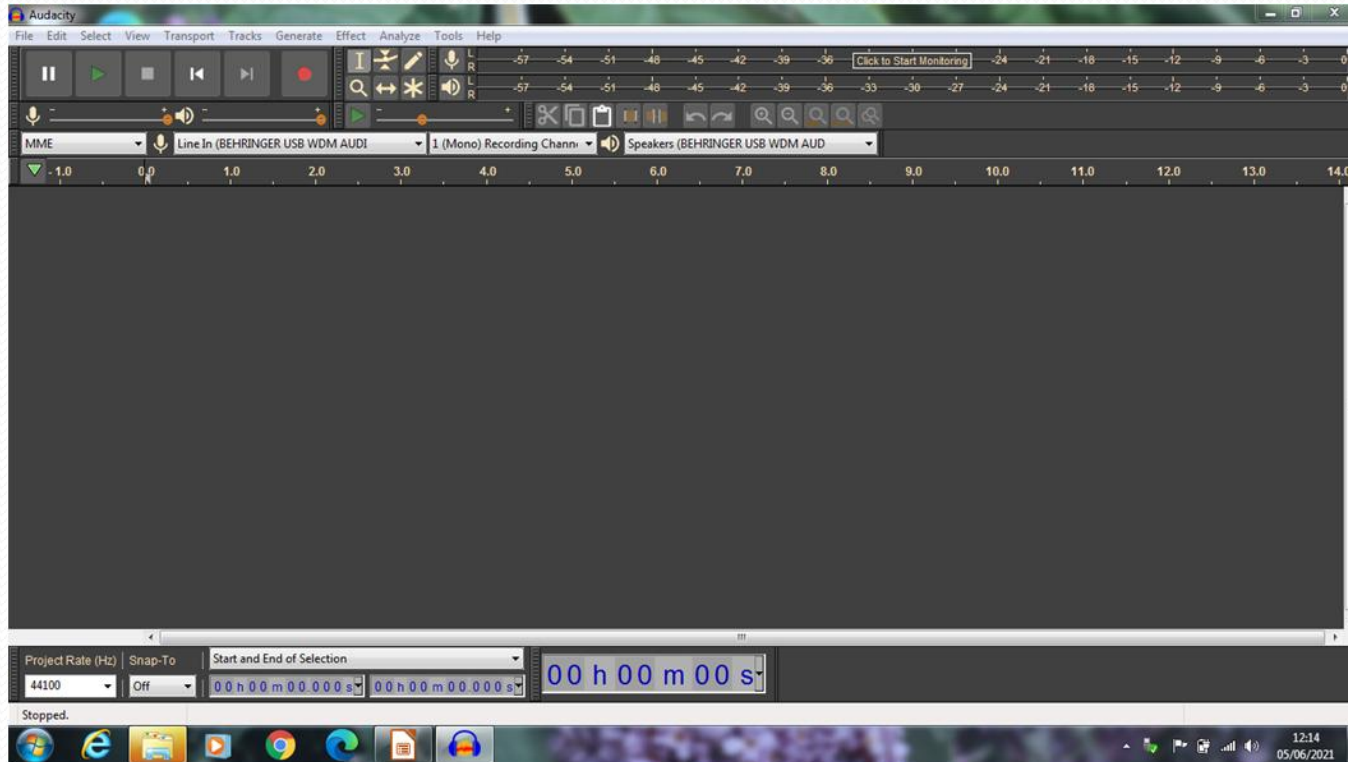 Audacity
File Edit Select View Transport Tracks Generate Effect Analyze Tools Help
L R -57 -54 -51 -48 -45 -42 -39 -36 Click to Start Monitoring -24 -21 -18 -15 -12 -9 -6 -3 0
L R -57 -54 -51 -48 -45 -42 -39 -36 -33 -30 -27 -24 -21 -18 -15 -12 -9 -6 -3 0
MME Line In (BEHRINGER USB WDM AUDI 1 (Mono) Recording Chann Speakers (BEHRINGER USB WDM AUD
- 1.0 0.0 1.0 2.0 3.0 4.0 5.0 6.0 7.0 8.0 9.0 10.0 11.0 12.0 13.0 14.0
Project Rate (Hz) Snap-To Start and End of Selection
44100 Off 00 h 00 m 00.000 s 00 h 00 m 00.000 s 00 h 00 m 00 s
Stopped.
12:14
05/06/2021